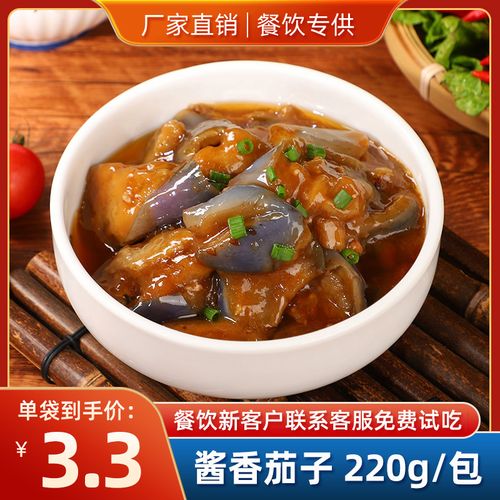 厂家直销 | 餐饮专供
单袋到手价:
¥3.3
餐饮新客户联系客服免费试吃
酱香茄子 220g/包